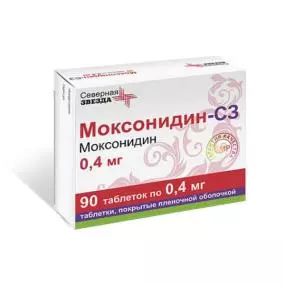 Северная
ЗВЕЗДА
Моксонидин-СЗ
Моксонидин
0,4 мг
90 таблеток по 0,4 мг
таблетки, покрытые пленочной оболочкой